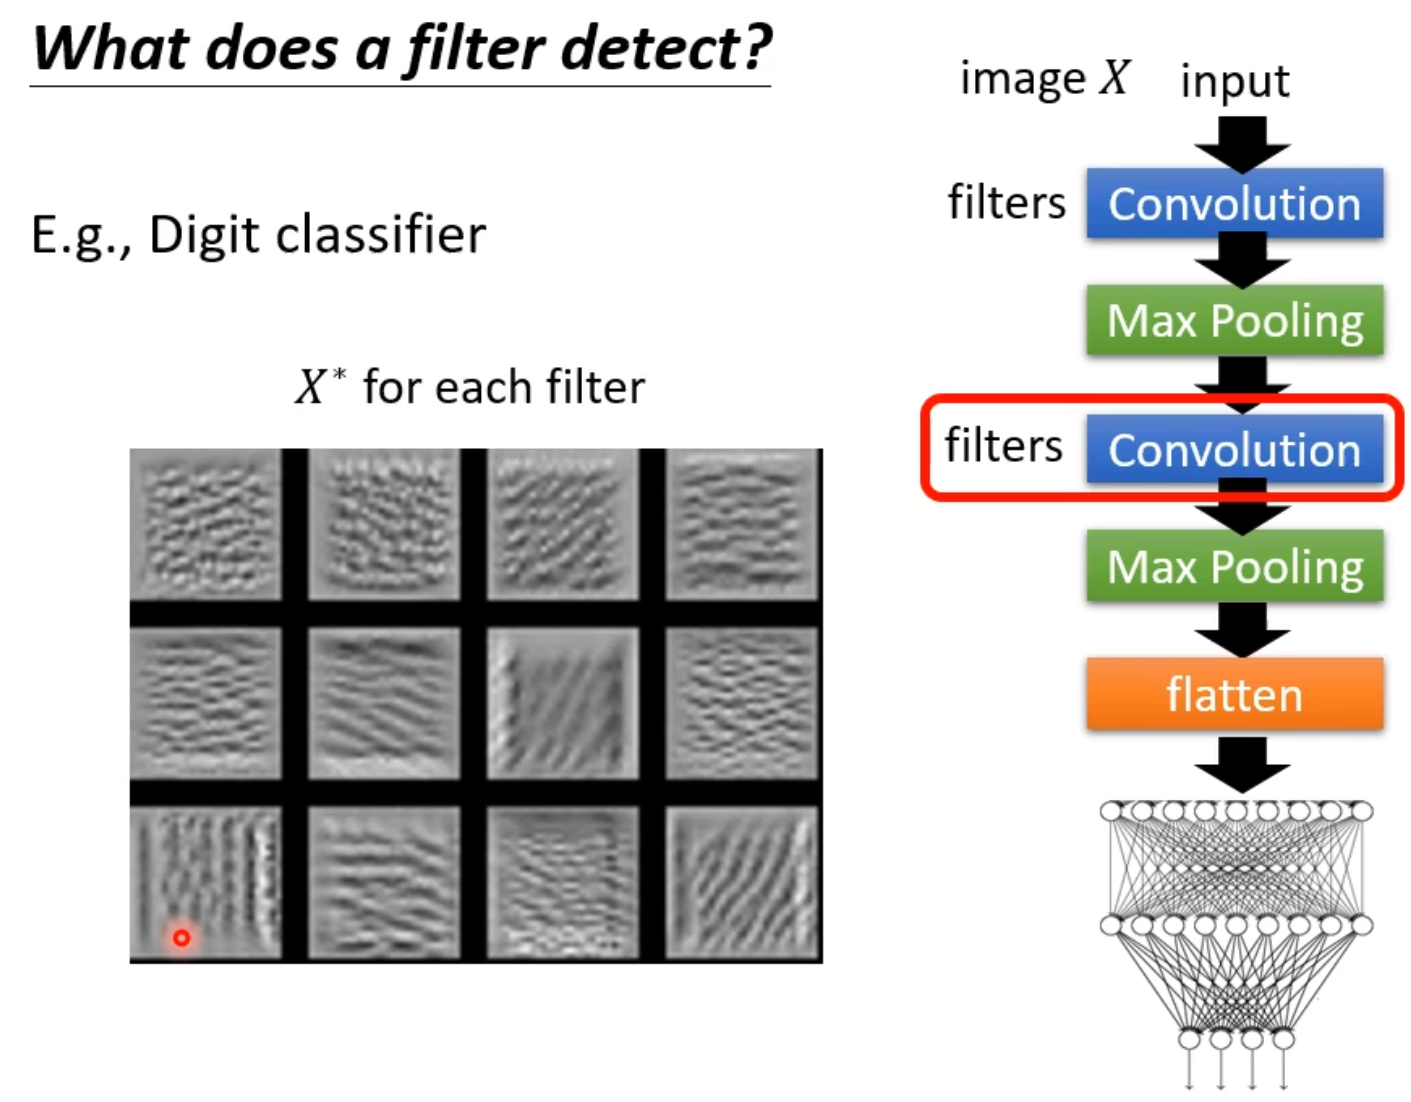 What does a filter detect?
E.g., Digit classifier
X* for each filter
image X input
filters Convolution
Max Pooling
filters Convolution
Max Pooling
flatten